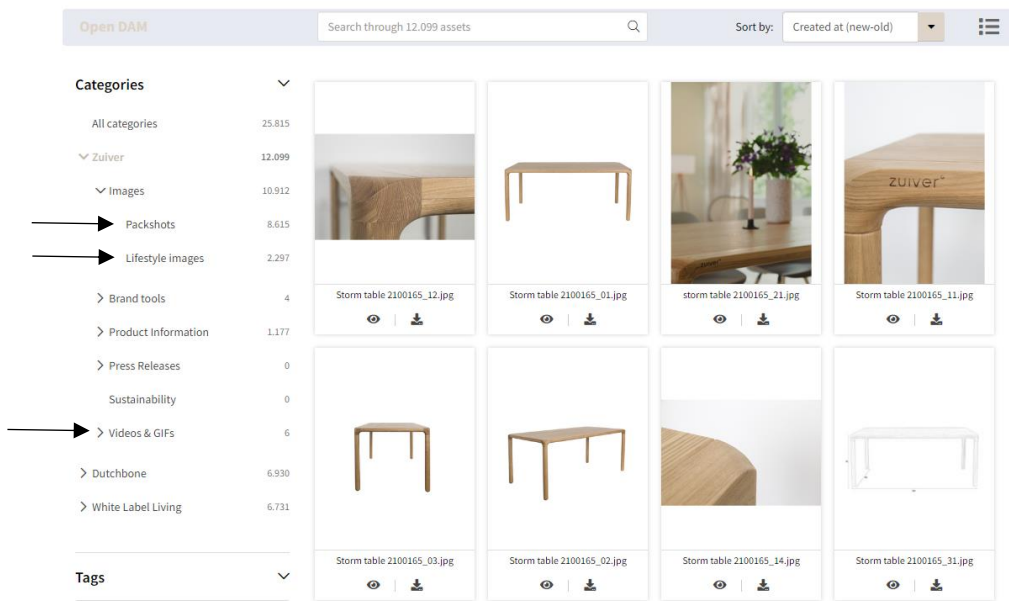 Open DAM
Search through 12.099 assets
Sort by:
Created at (new-old)
Categories
All categories 25.815
Zuiver 12.099
Images 10.912
Packshots 8.615
Lifestyle images 2.297
Brand tools 4
Product Information 1.177
Press Releases 0
Sustainability 0
Videos & GIFs 6
Dutchbone 6.930
White Label Living 6.731
Tags
zuiver
Storm table 2100165_12.jpg
Storm table 2100165_01.jpg
storm table 2100165_21.jpg
Storm table 2100165_11.jpg
Storm table 2100165_03.jpg
Storm table 2100165_02.jpg
Storm table 2100165_14.jpg
Storm table 2100165_31.jpg